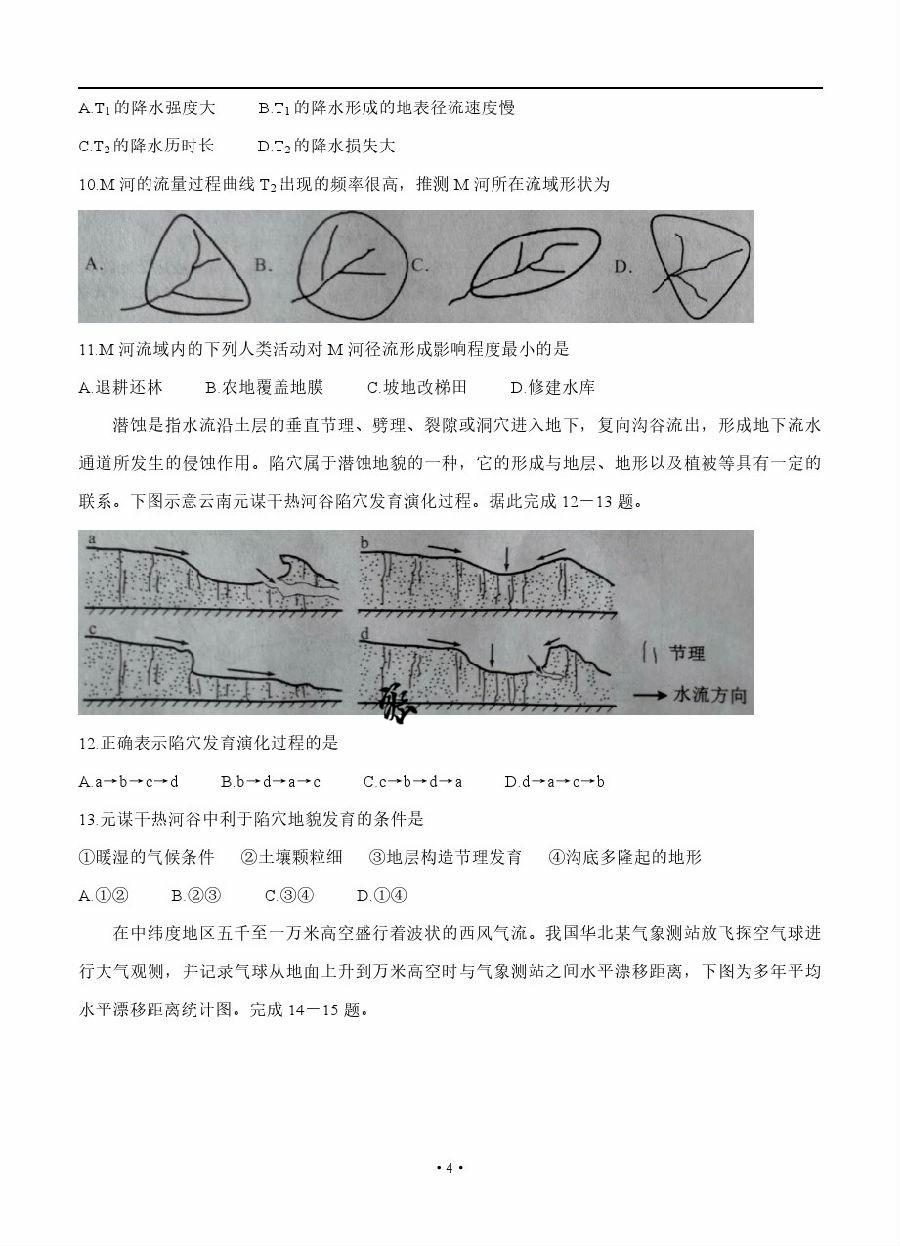 A.T₁的降水强度大 B.T₁的降水形成的地表径流速度慢
C.T₂的降水历时长 D.T₂的降水损失大
10.M 河的流量过程曲线 T₂出现的频率很高，推测 M 河所在流域形状为
A. B. C. D.
11.M 河流域内的下列人类活动对 M 河径流形成影响程度最小的是
A.退耕还林 B.农地覆盖地膜 C.坡地改梯田 D.修建水库
潜蚀是指水流沿土层的垂直节理、劈理、裂隙或洞穴进入地下，复向沟谷流出，形成地下流水
通道所发生的侵蚀作用。陷穴属于潜蚀地貌的一种，它的形成与地层、地形以及植被等具有一定的
联系。下图示意云南元谋干热河谷陷穴发育演化过程。据此完成 12－13 题。
a b
c d
节理
水流方向
12.正确表示陷穴发育演化过程的是
A.a→b→c→d B.b→d→a→c C.c→b→d→a D.d→a→c→b
13.元谋干热河谷中利于陷穴地貌发育的条件是
①暖湿的气候条件 ②土壤颗粒细 ③地层构造节理发育 ④沟底多隆起的地形
A.①② B.②③ C.③④ D.①④
在中纬度地区五千至一万米高空盛行着波状的西风气流。我国华北某气象测站放飞探空气球进
行大气观测，并记录气球从地面上升到万米高空时与气象测站之间水平漂移距离，下图为多年平均
水平漂移距离统计图。完成 14－15 题。
·4·